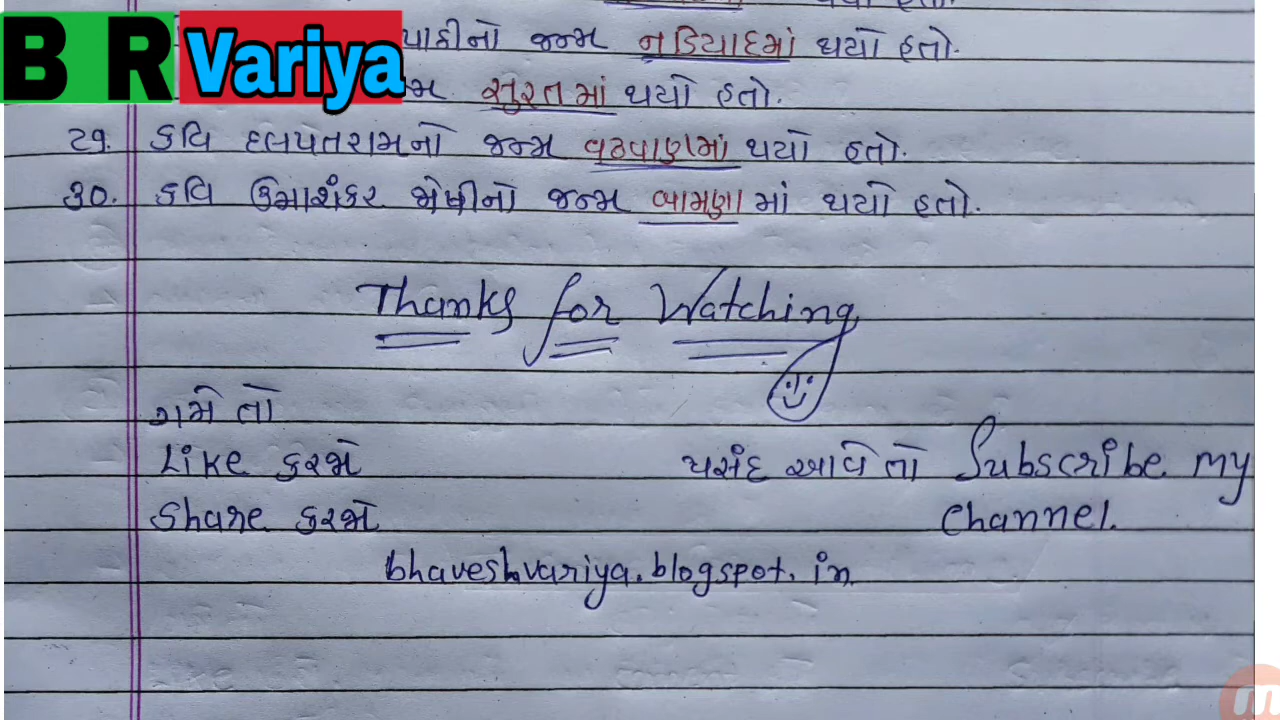 B R Variya
પાઠીનો જન્મ નડિયાદમાં થયો હતો.
મ સુરતમાં થયો હતો.
૨૯. કવિ દલપતરામનો જન્મ વઢવાણમાં થયો હતો.
૩૦. કવિ ઉમાશંકર જોષીનો જન્મ બામણામાં થયો હતો.
Thanks for Watching
ગમે તો
Like કરજો
પસંદ આવે તો Subscribe my
Share કરજો
channel.
bhaveshvariya.blogspot.in